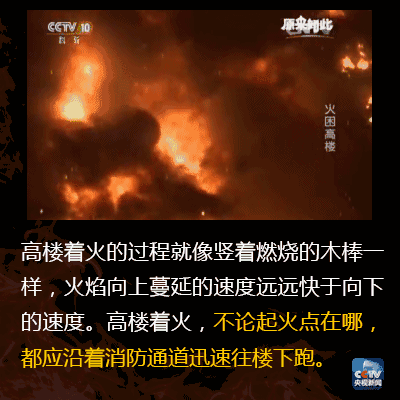 CCTV 10
科教
原来如此
火困高楼
高楼着火的过程就像竖着燃烧的木棒一
样，火焰向上蔓延的速度远远快于向下
的速度。高楼着火，不论起火点在哪，
都应沿着消防通道迅速往楼下跑。
CCTV
央视新闻